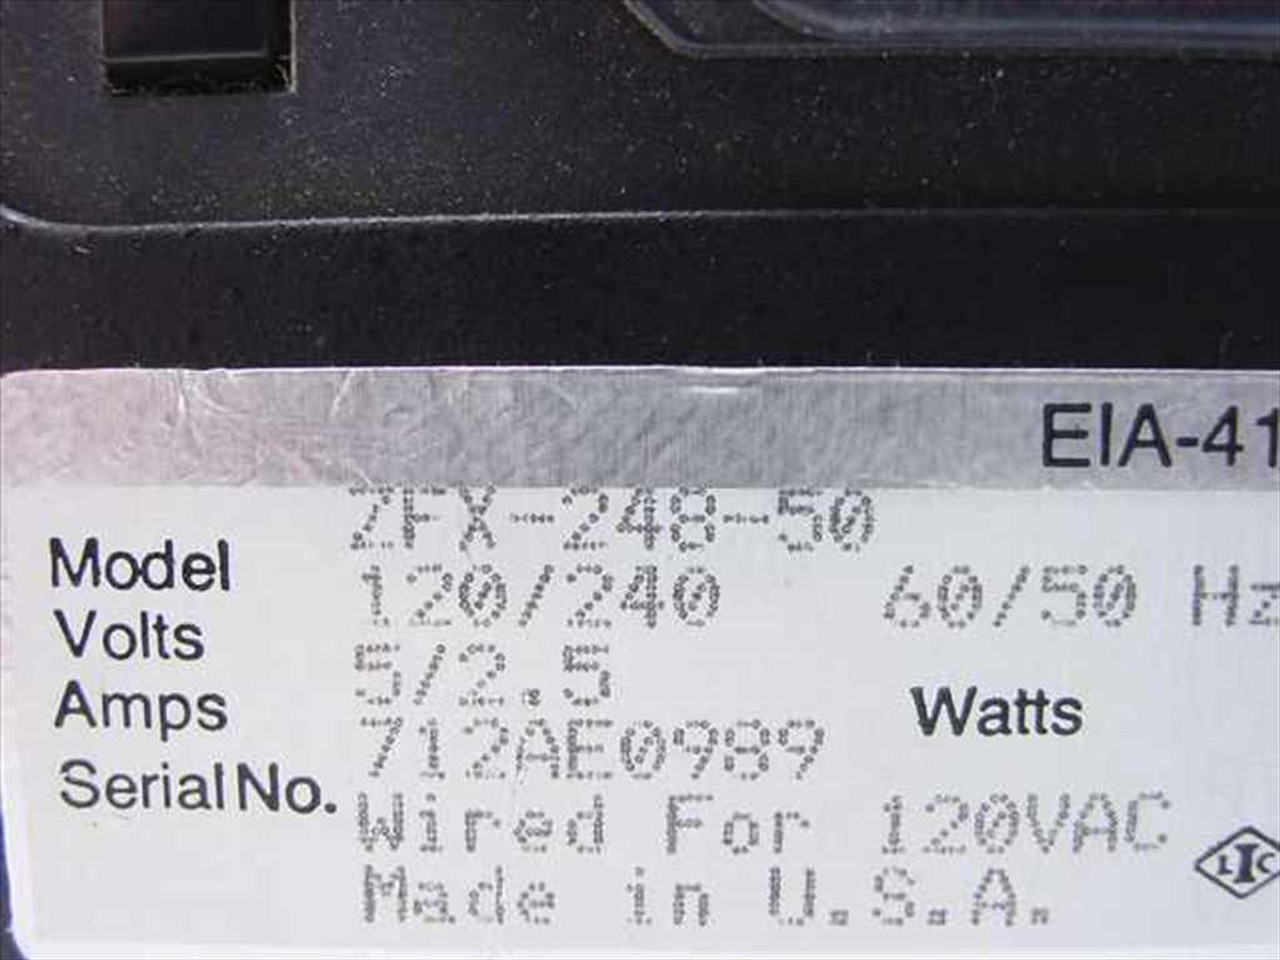 EIA-41
Model ZFX-248-50
Volts 120/240 60/50 Hz
Amps 5/2.5 Watts
Serial No. 712AE0989
Wired For 120VAC
Made in U.S.A.
LIC